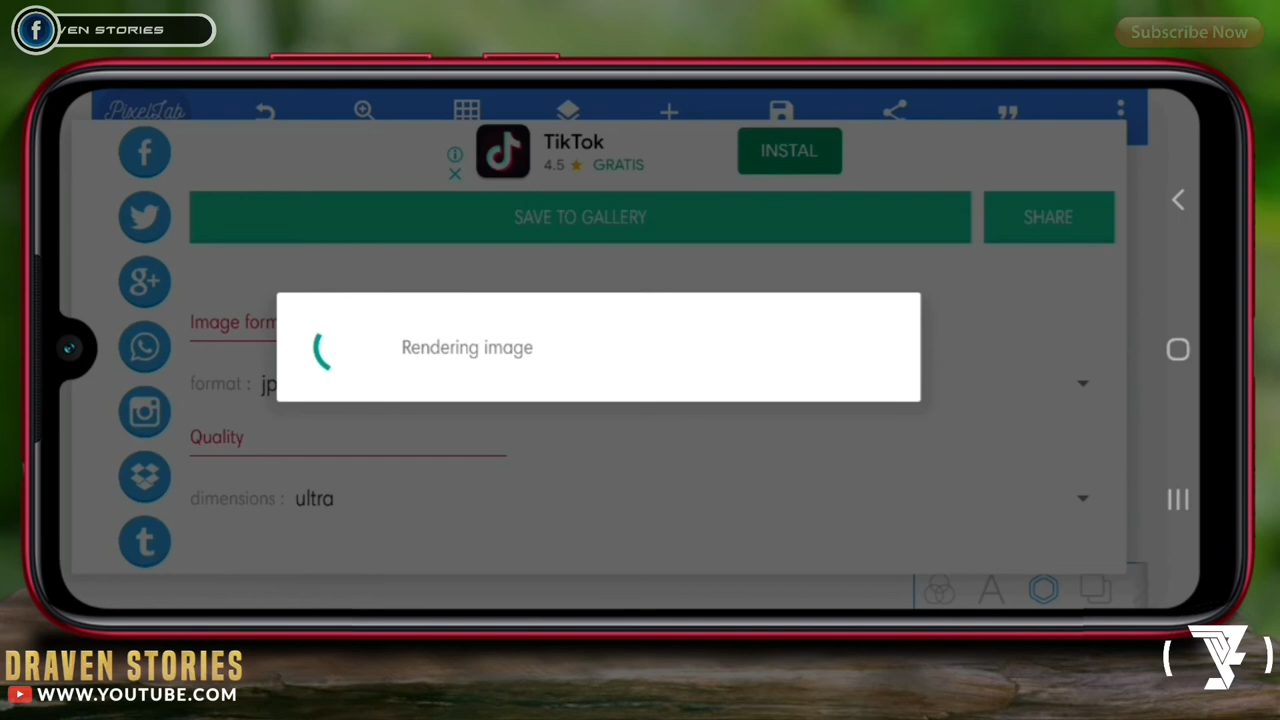 VEN STORIES
Subscribe Now
PixelLab
TikTok
4.5 ★ GRATIS
INSTAL
SAVE TO GALLERY
SHARE
Image form
Rendering image
format : jp
Quality
dimensions : ultra
DRAVEN STORIES
WWW.YOUTUBE.COM